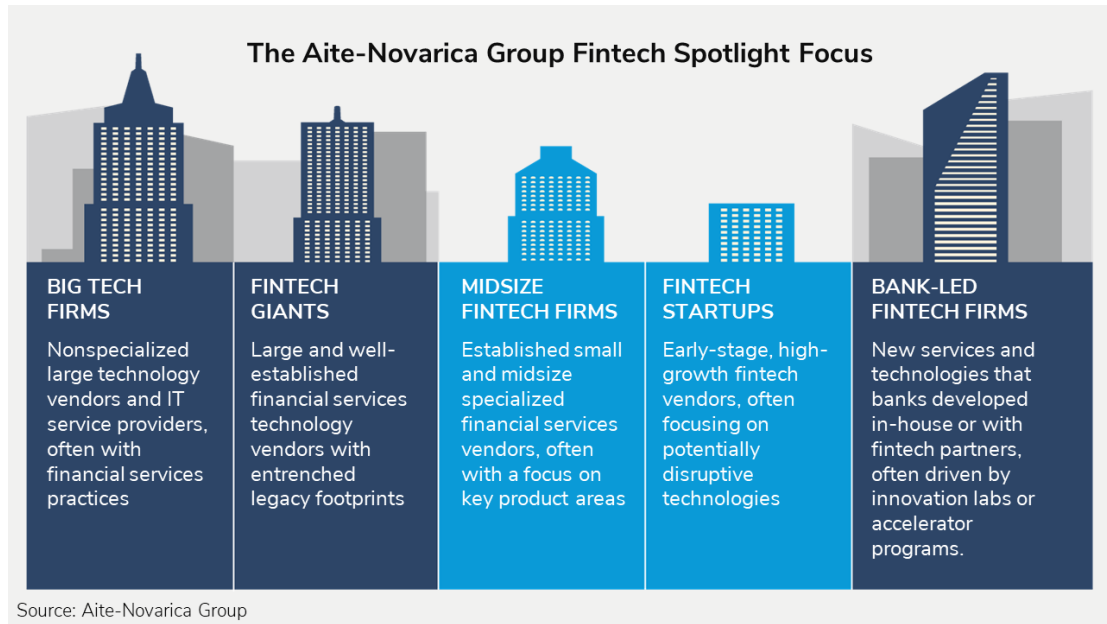 The Aite-Novarica Group Fintech Spotlight Focus
BIG TECH
FIRMS
Nonspecialized
large technology
vendors and IT
service providers,
often with
financial services
practices
FINTECH
GIANTS
Large and well-
established
financial services
technology
vendors with
entrenched
legacy footprints
MIDSIZE
FINTECH FIRMS
Established small
and midsize
specialized
financial services
vendors, often
with a focus on
key product areas
FINTECH
STARTUPS
Early-stage, high-
growth fintech
vendors, often
focusing on
potentially
disruptive
technologies
BANK-LED
FINTECH FIRMS
New services and
technologies that
banks developed
in-house or with
fintech partners,
often driven by
innovation labs or
accelerator
programs.
Source: Aite-Novarica Group